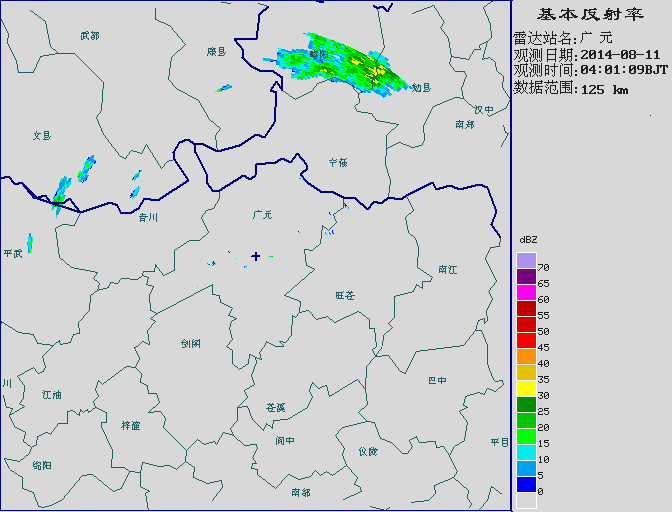 基本反射率
雷达站名:广 元
观测日期:2014-08-11
观测时间:04:01:09BJT
数据范围:125 km
武都
康县
略阳
勉县
汉中
南郑
文县
宁强
青川
广元
平武
南江
旺苍
剑阁
川
江油
巴中
苍溪
梓潼
阆中
仪陇
平昌
绵阳
南部
dBZ
70
65
60
55
50
45
40
35
30
25
20
15
10
5
0